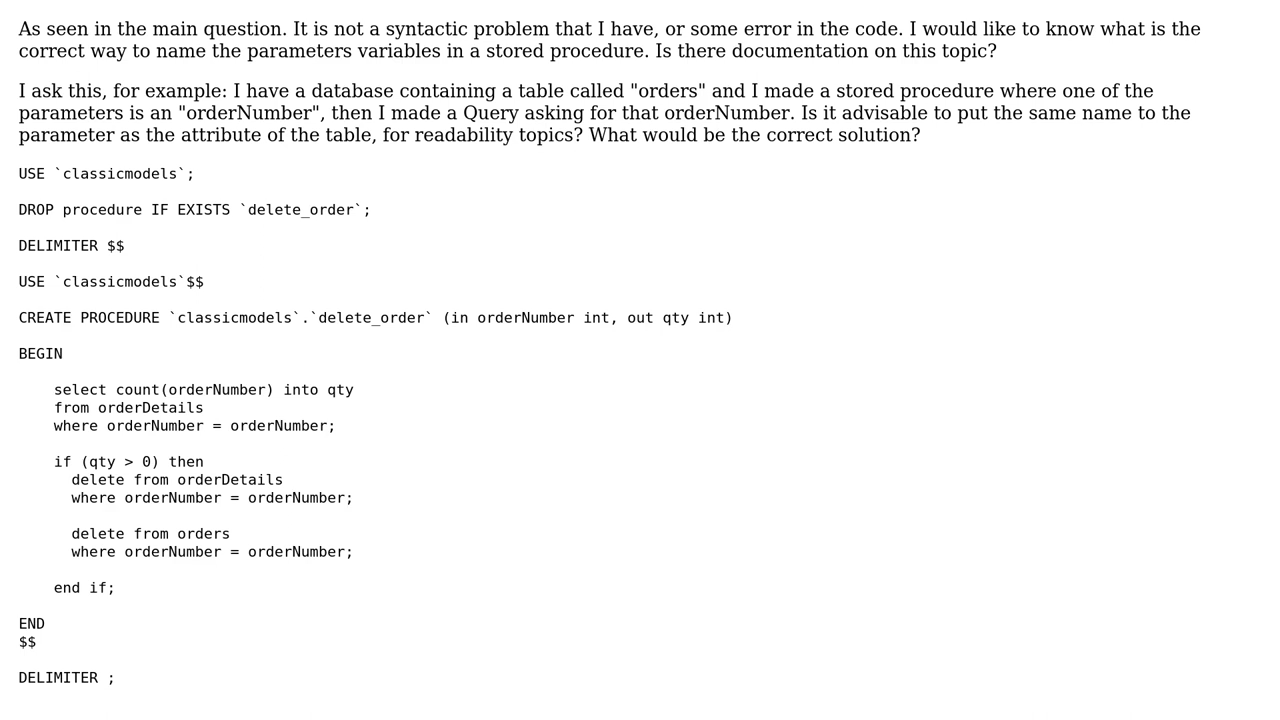 As seen in the main question. It is not a syntactic problem that I have, or some error in the code. I would like to know what is the
correct way to name the parameters variables in a stored procedure. Is there documentation on this topic?
I ask this, for example: I have a database containing a table called "orders" and I made a stored procedure where one of the
parameters is an "orderNumber", then I made a Query asking for that orderNumber. Is it advisable to put the same name to the
parameter as the attribute of the table, for readability topics? What would be the correct solution?
USE `classicmodels`;
DROP procedure IF EXISTS `delete_order`;
DELIMITER $$
USE `classicmodels`$$
CREATE PROCEDURE `classicmodels`.`delete_order` (in orderNumber int, out qty int)
BEGIN
    select count(orderNumber) into qty
    from orderDetails
    where orderNumber = orderNumber;
    if (qty > 0) then
      delete from orderDetails
      where orderNumber = orderNumber;
      delete from orders
      where orderNumber = orderNumber;
    end if;
END
$$
DELIMITER ;